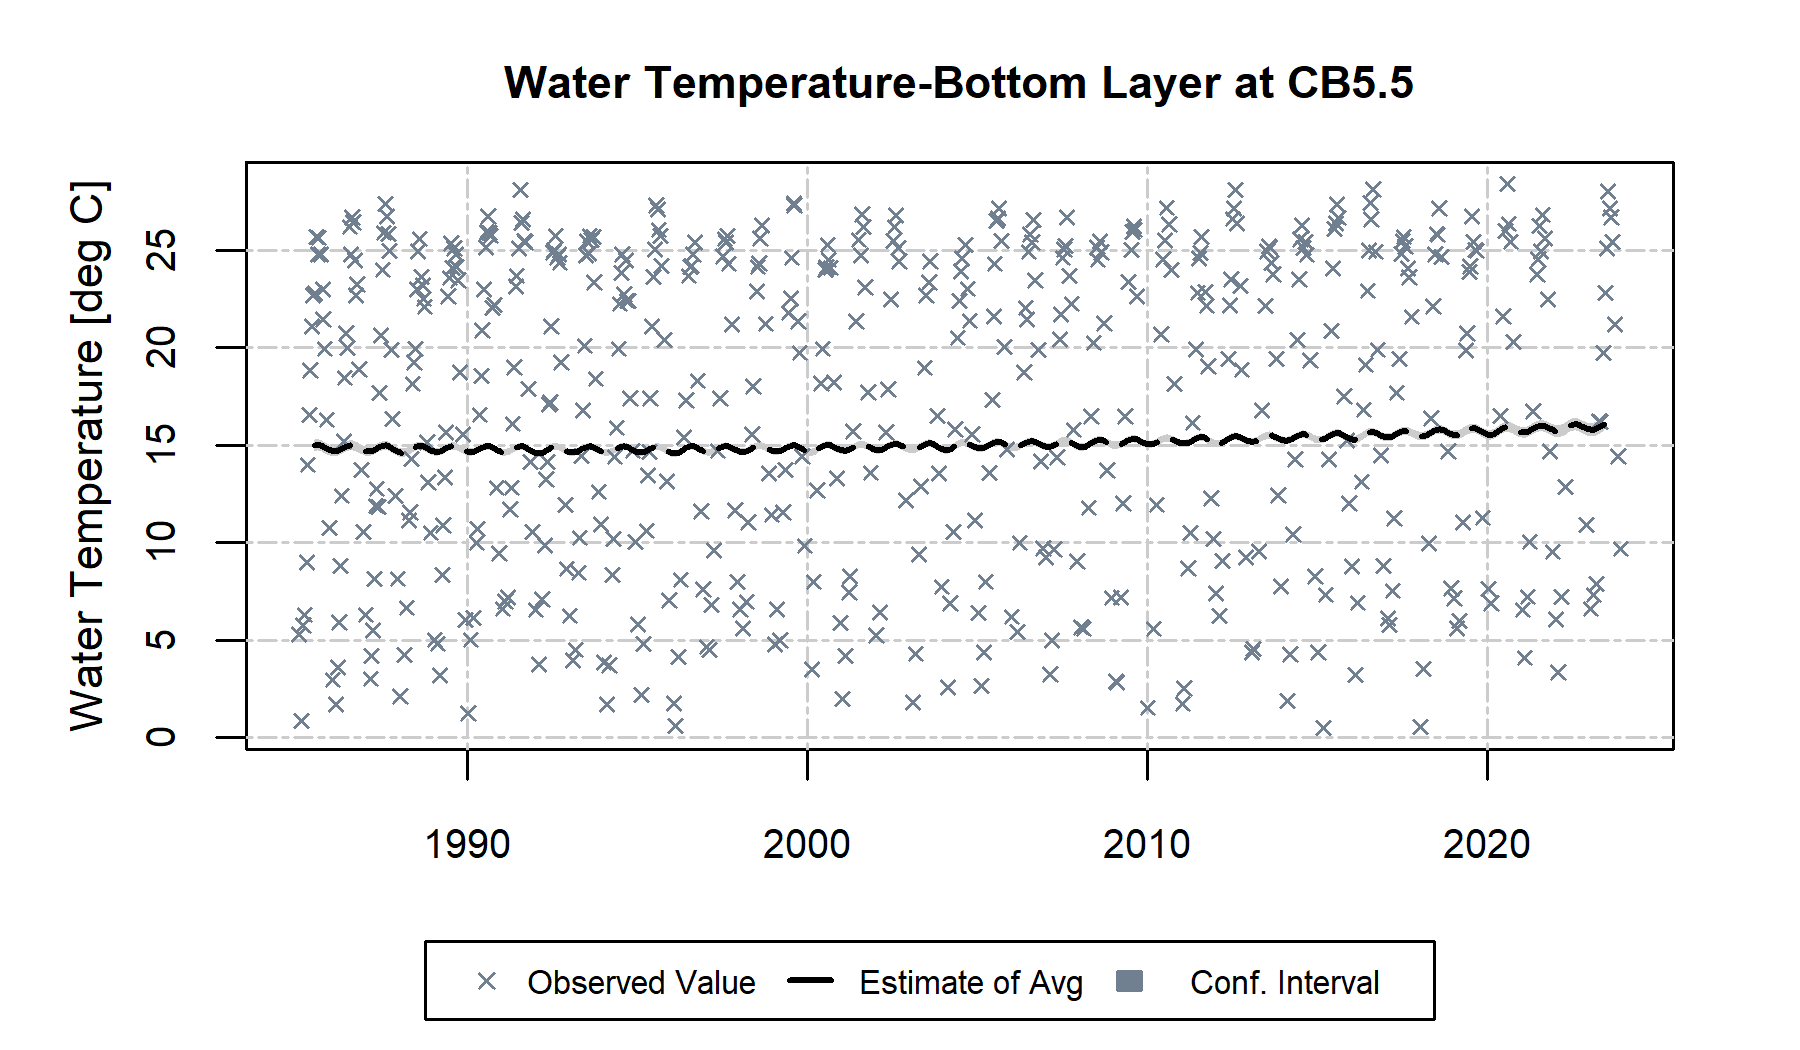 Water Temperature-Bottom Layer at CB5.5
Water Temperature [deg C]
25
20
15
10
5
0
1990 2000 2010 2020
Observed Value Estimate of Avg Conf. Interval